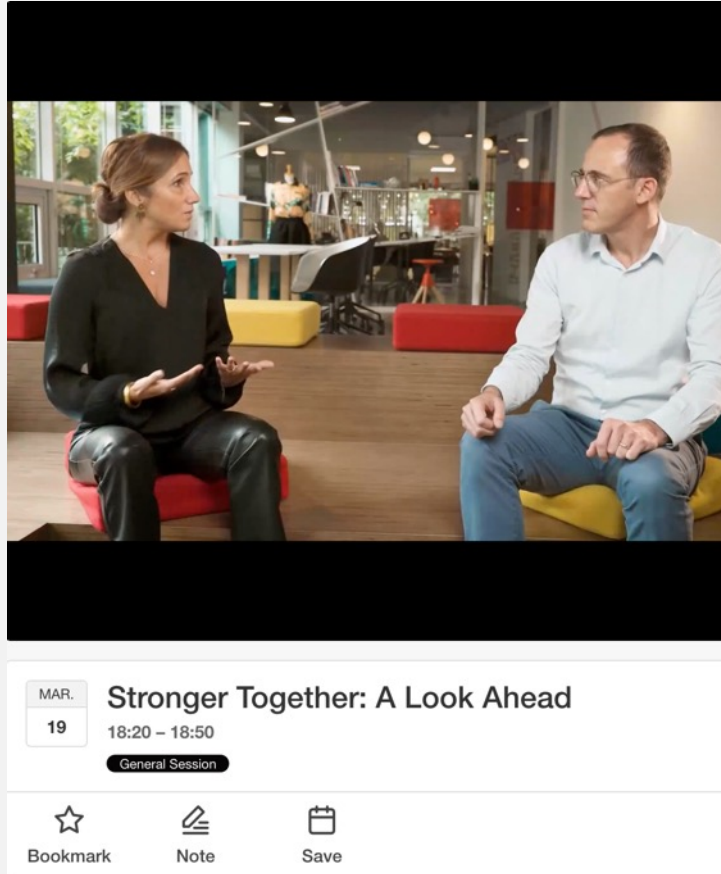 MAR.
19
Stronger Together: A Look Ahead
18:20 – 18:50
General Session
Bookmark
Note
Save